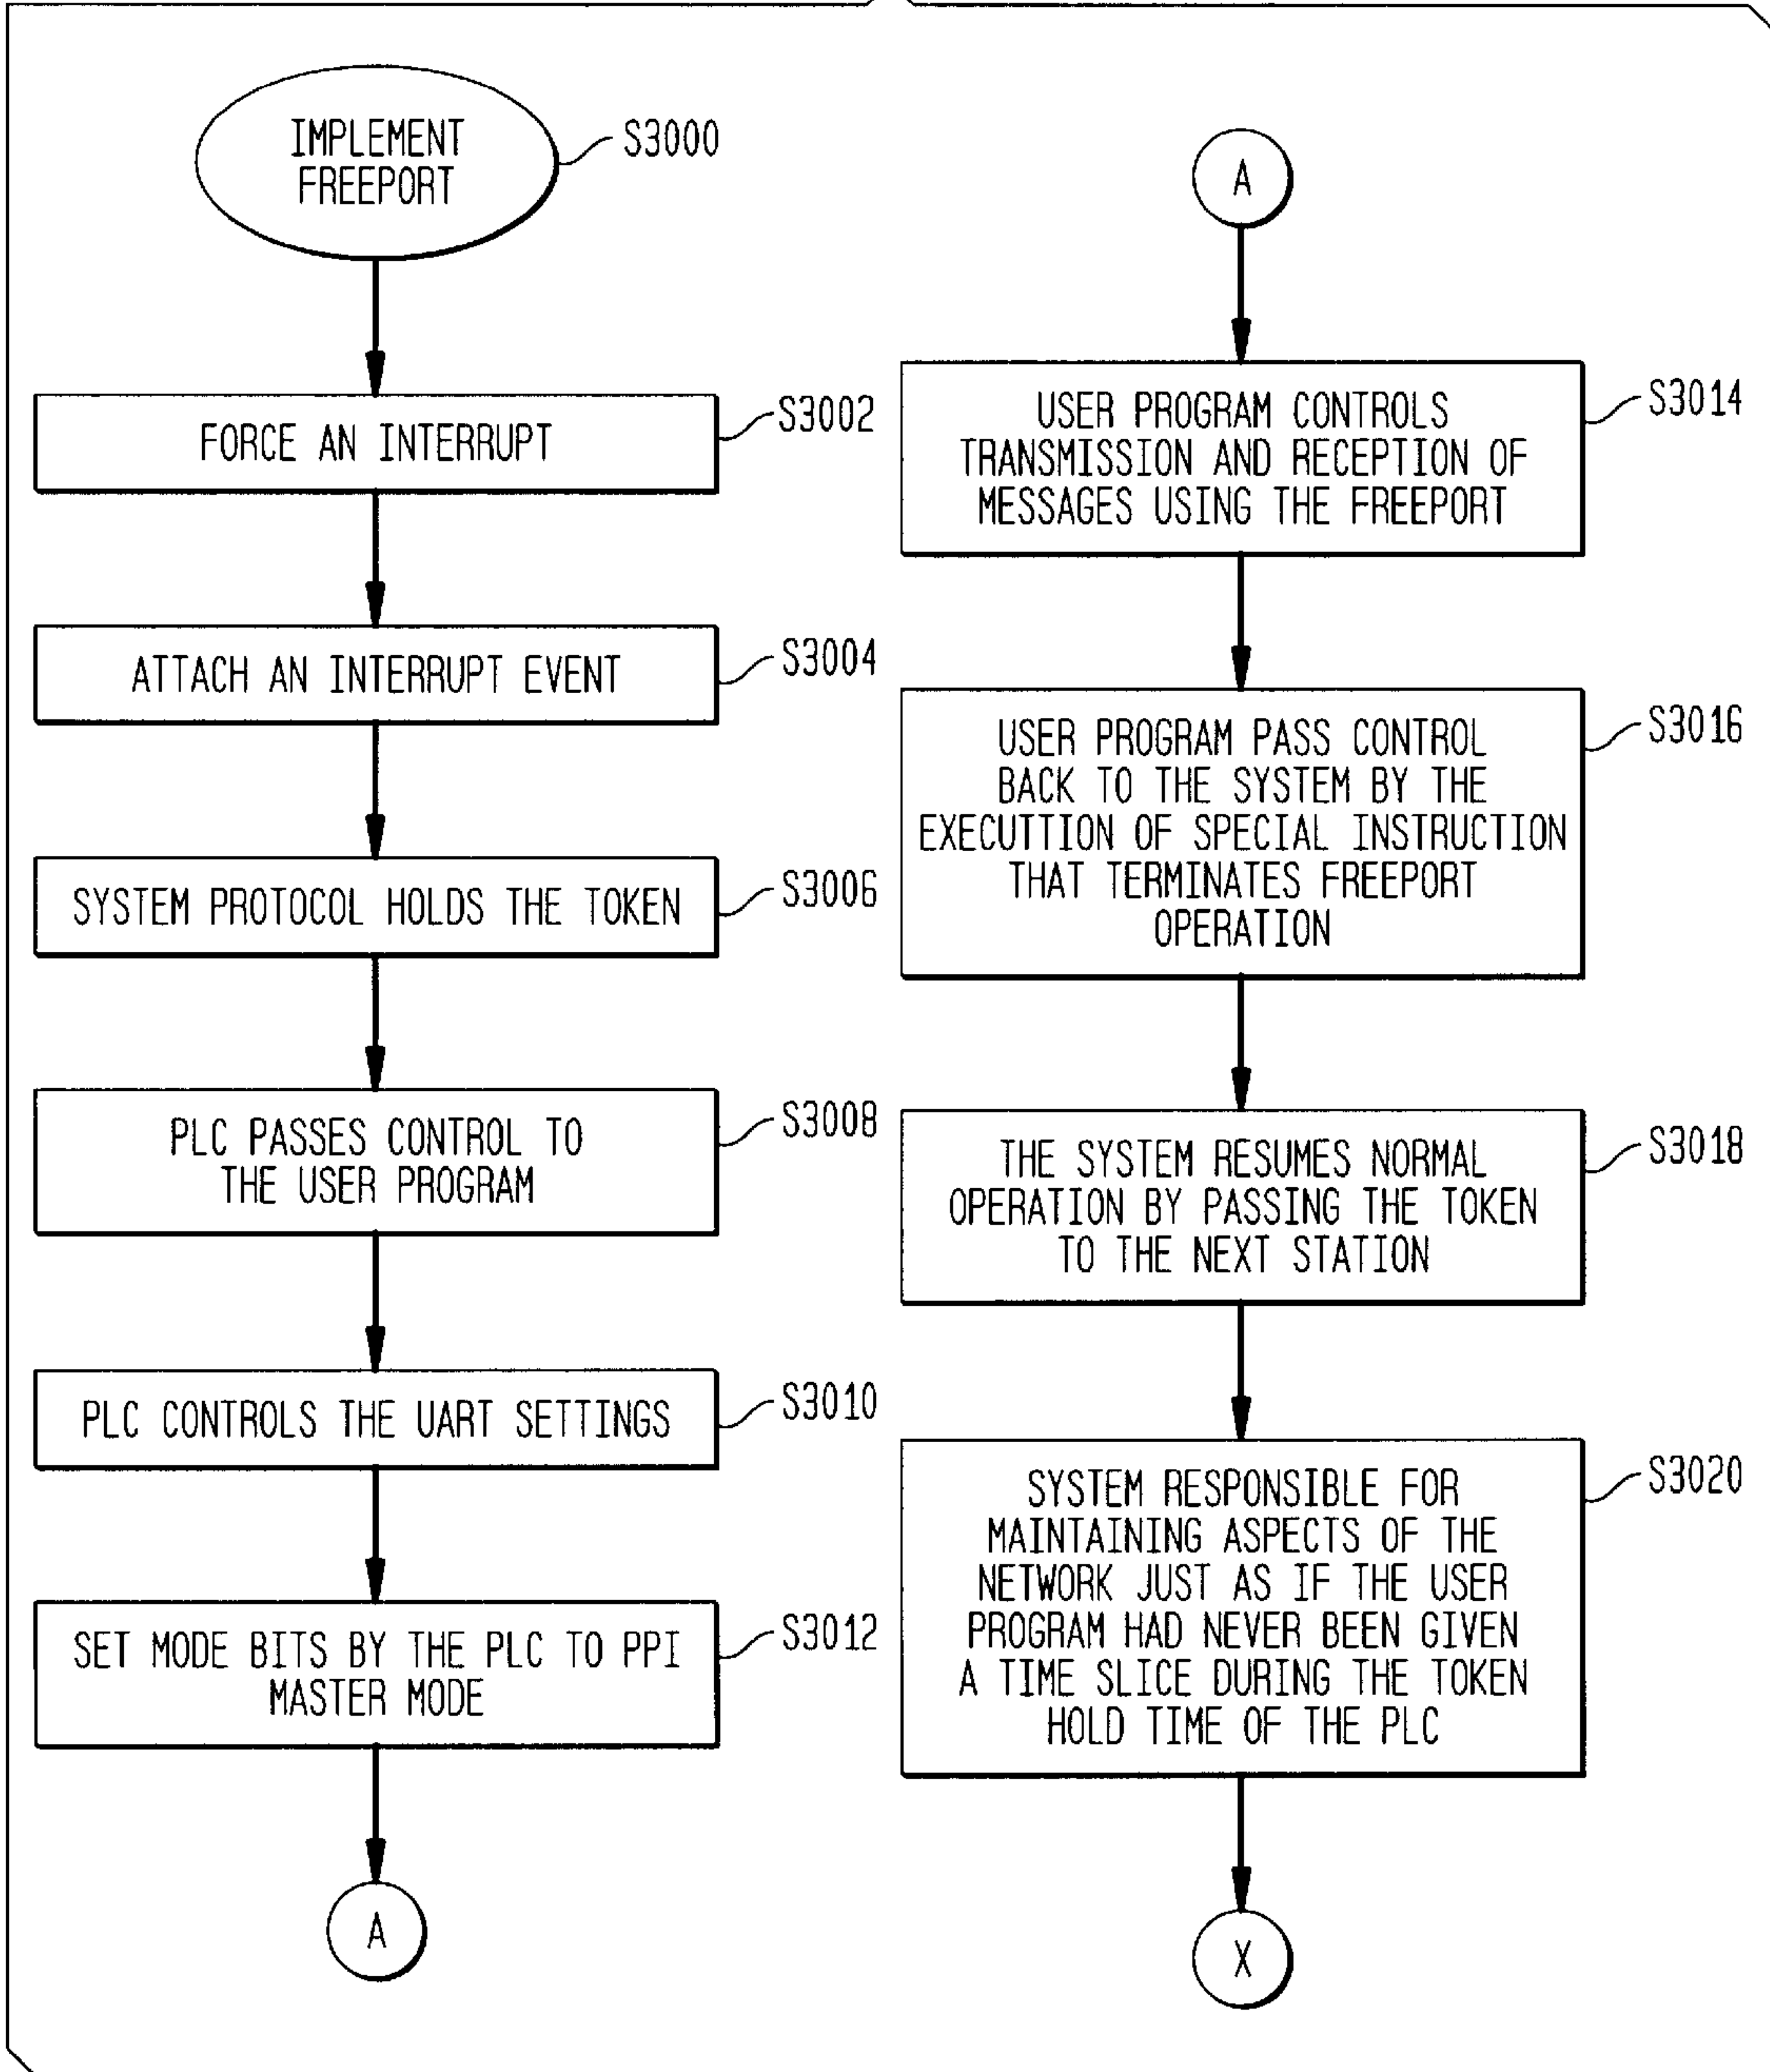 IMPLEMENT
FREEPORT
S3000
FORCE AN INTERRUPT
S3002
ATTACH AN INTERRUPT EVENT
S3004
SYSTEM PROTOCOL HOLDS THE TOKEN
S3006
PLC PASSES CONTROL TO
THE USER PROGRAM
S3008
PLC CONTROLS THE UART SETTINGS
S3010
SET MODE BITS BY THE PLC TO PPI
MASTER MODE
S3012
A
A
USER PROGRAM CONTROLS
TRANSMISSION AND RECEPTION OF
MESSAGES USING THE FREEPORT
S3014
USER PROGRAM PASS CONTROL
BACK TO THE SYSTEM BY THE
EXECUTTION OF SPECIAL INSTRUCTION
THAT TERMINATES FREEPORT
OPERATION
S3016
THE SYSTEM RESUMES NORMAL
OPERATION BY PASSING THE TOKEN
TO THE NEXT STATION
S3018
SYSTEM RESPONSIBLE FOR
MAINTAINING ASPECTS OF THE
NETWORK JUST AS IF THE USER
PROGRAM HAD NEVER BEEN GIVEN
A TIME SLICE DURING THE TOKEN
HOLD TIME OF THE PLC
S3020
X